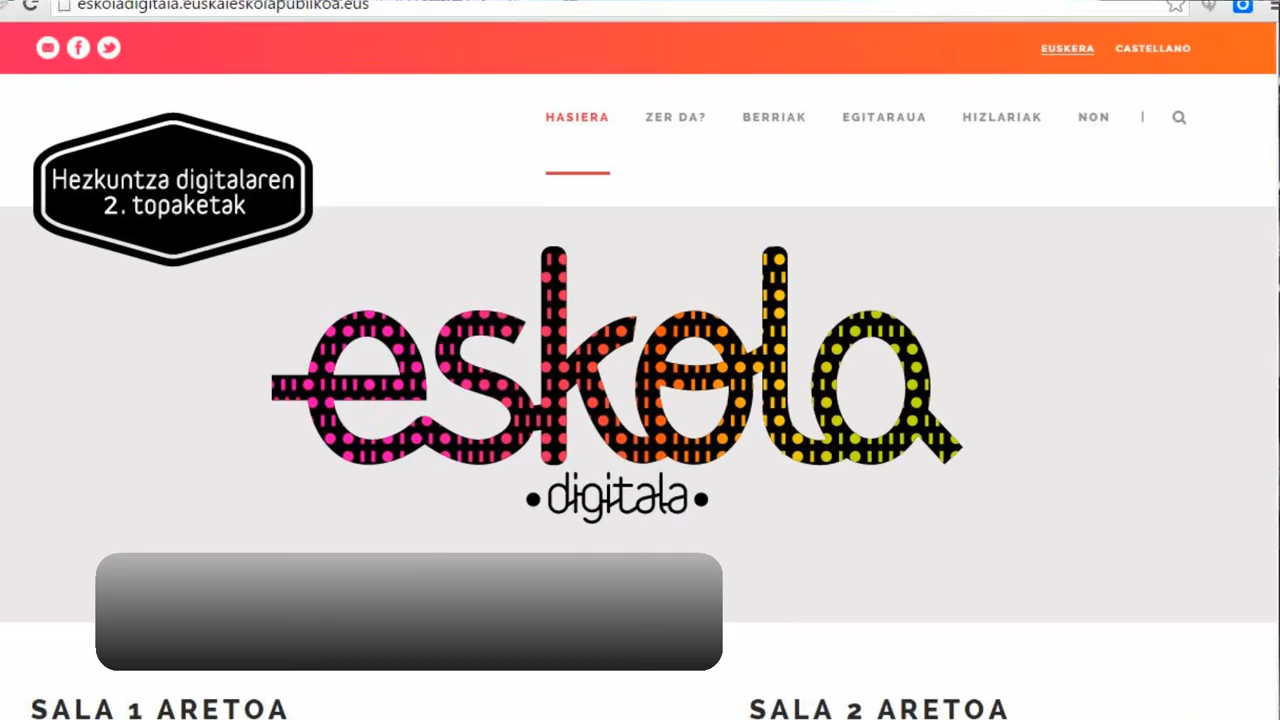 eskoladigitala.euskaleskolapublikoa.eus
EUSKERA CASTELLANO
HASIERA ZER DA? BERRIAK EGITARAUA HIZLARIAK NON |
Hezkuntza digitalaren
2. topaketak
eskola
•digitala•
SALA 1 ARETOA SALA 2 ARETOA